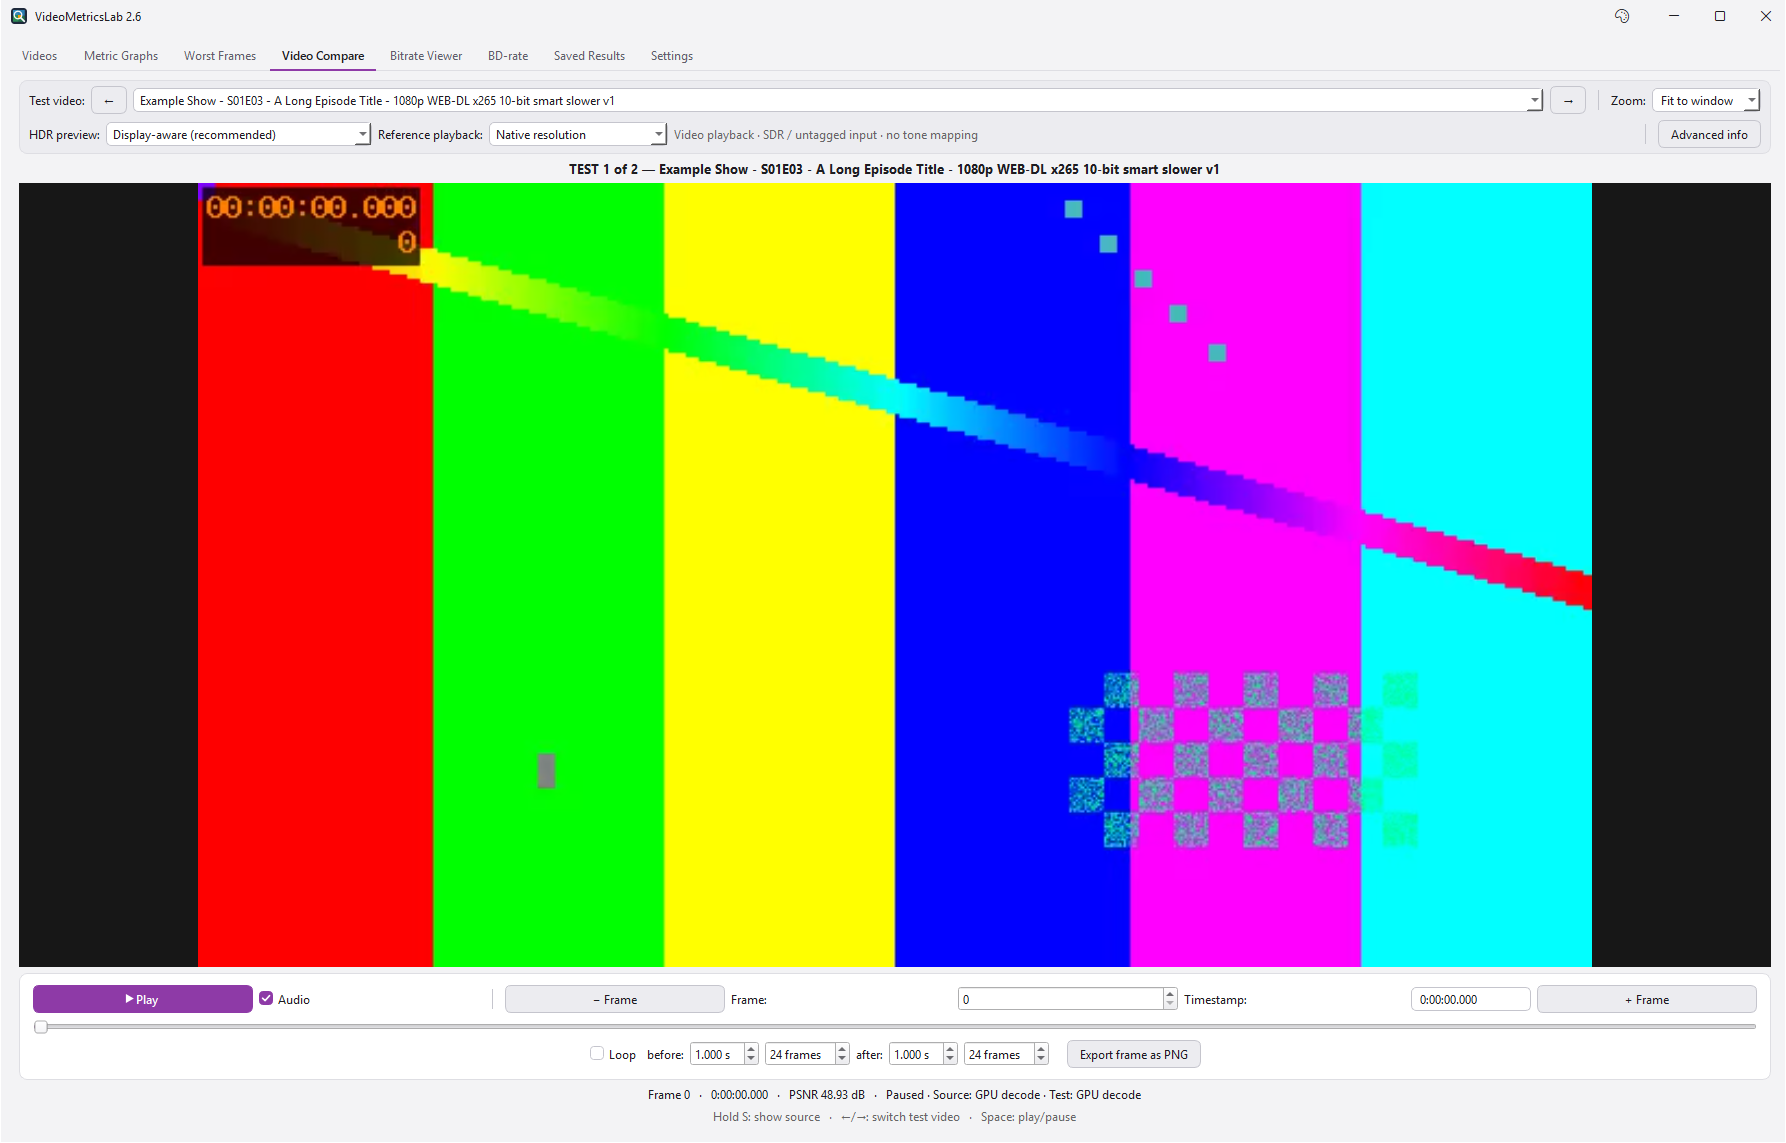 VideoMetricsLab 2.6
Videos Metric Graphs Worst Frames Video Compare Bitrate Viewer BD-rate Saved Results Settings
Test video: ← Example Show - S01E03 - A Long Episode Title - 1080p WEB-DL x265 10-bit smart slower v1 → Zoom: Fit to window
HDR preview: Display-aware (recommended) Reference playback: Native resolution Video playback · SDR / untagged input · no tone mapping Advanced info
TEST 1 of 2 — Example Show - S01E03 - A Long Episode Title - 1080p WEB-DL x265 10-bit smart slower v1
00:00:00.000
0
Play Audio − Frame Frame: 0 Timestamp: 0:00:00.000 + Frame
Loop before: 1.000 s 24 frames after: 1.000 s 24 frames Export frame as PNG
Frame 0 · 0:00:00.000 · PSNR 48.93 dB · Paused · Source: GPU decode · Test: GPU decode
Hold S: show source · ←/→: switch test video · Space: play/pause